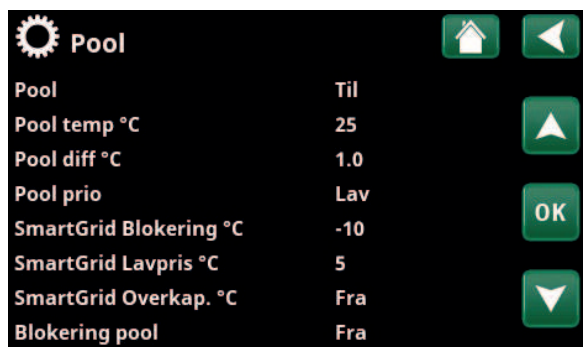 Pool
Pool Til
Pool temp °C 25
Pool diff °C 1.0
Pool prio Lav
SmartGrid Blokering °C -10
SmartGrid Lavpris °C 5
SmartGrid Overkap. °C Fra
Blokering pool Fra
OK